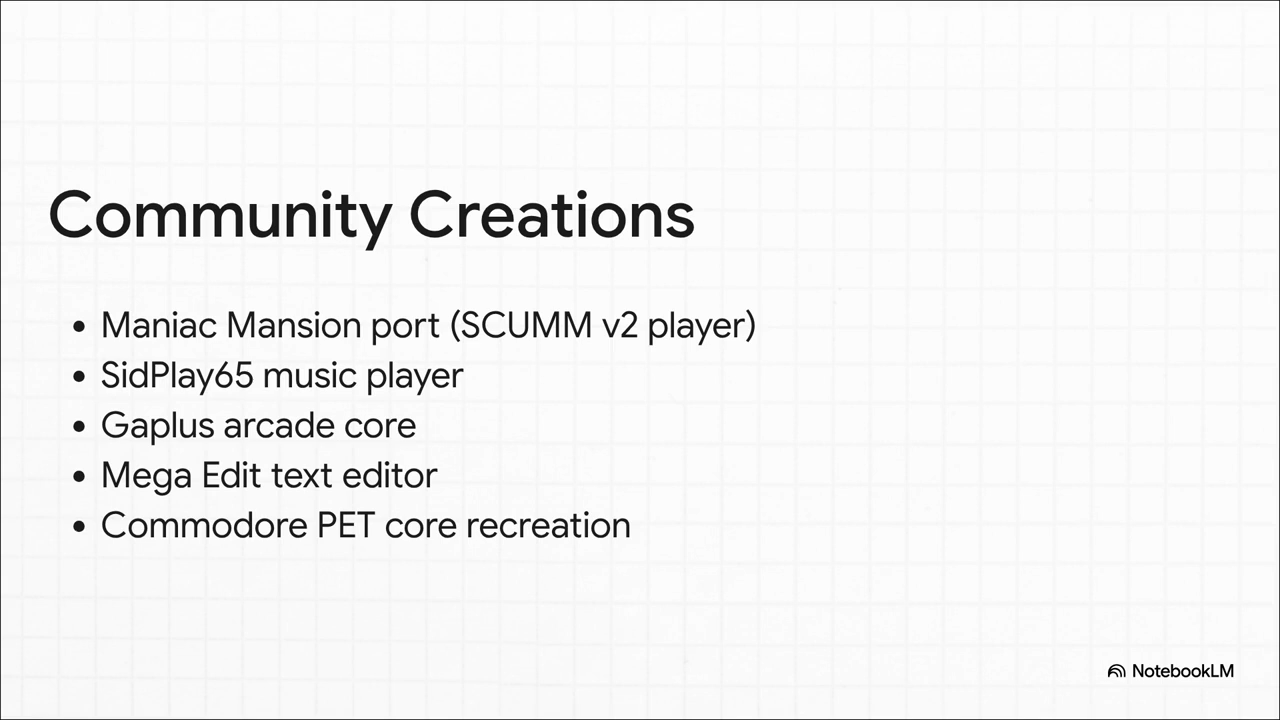 Community Creations
• Maniac Mansion port (SCUMM v2 player)
• SidPlay65 music player
• Gaplus arcade core
• Mega Edit text editor
• Commodore PET core recreation
NotebookLM